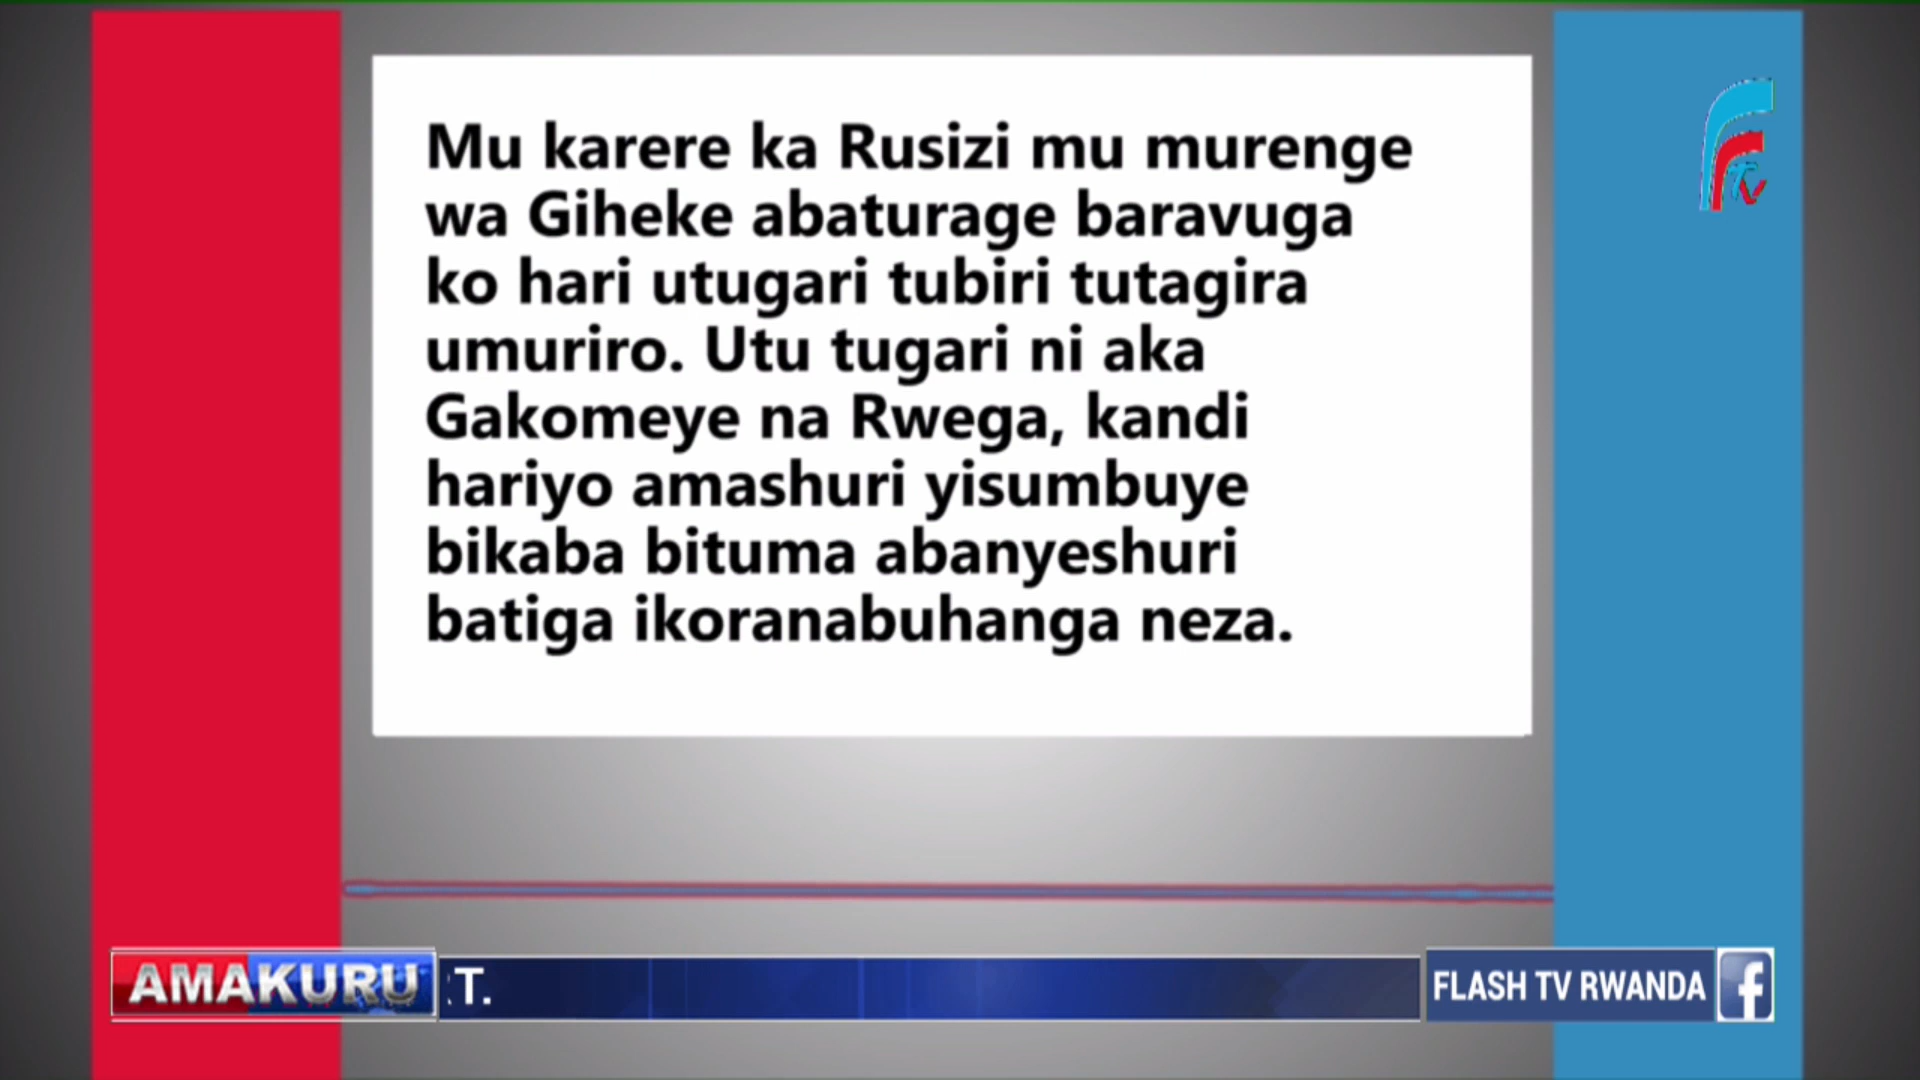 Mu karere ka Rusizi mu murenge
wa Giheke abaturage baravuga
ko hari utugari tubiri tutagira
umuriro. Utu tugari ni aka
Gakomeye na Rwega, kandi
hariyo amashuri yisumbuye
bikaba bituma abanyeshuri
batiga ikoranabuhanga neza.
TV
AMAKURU
T.
FLASH TV RWANDA f